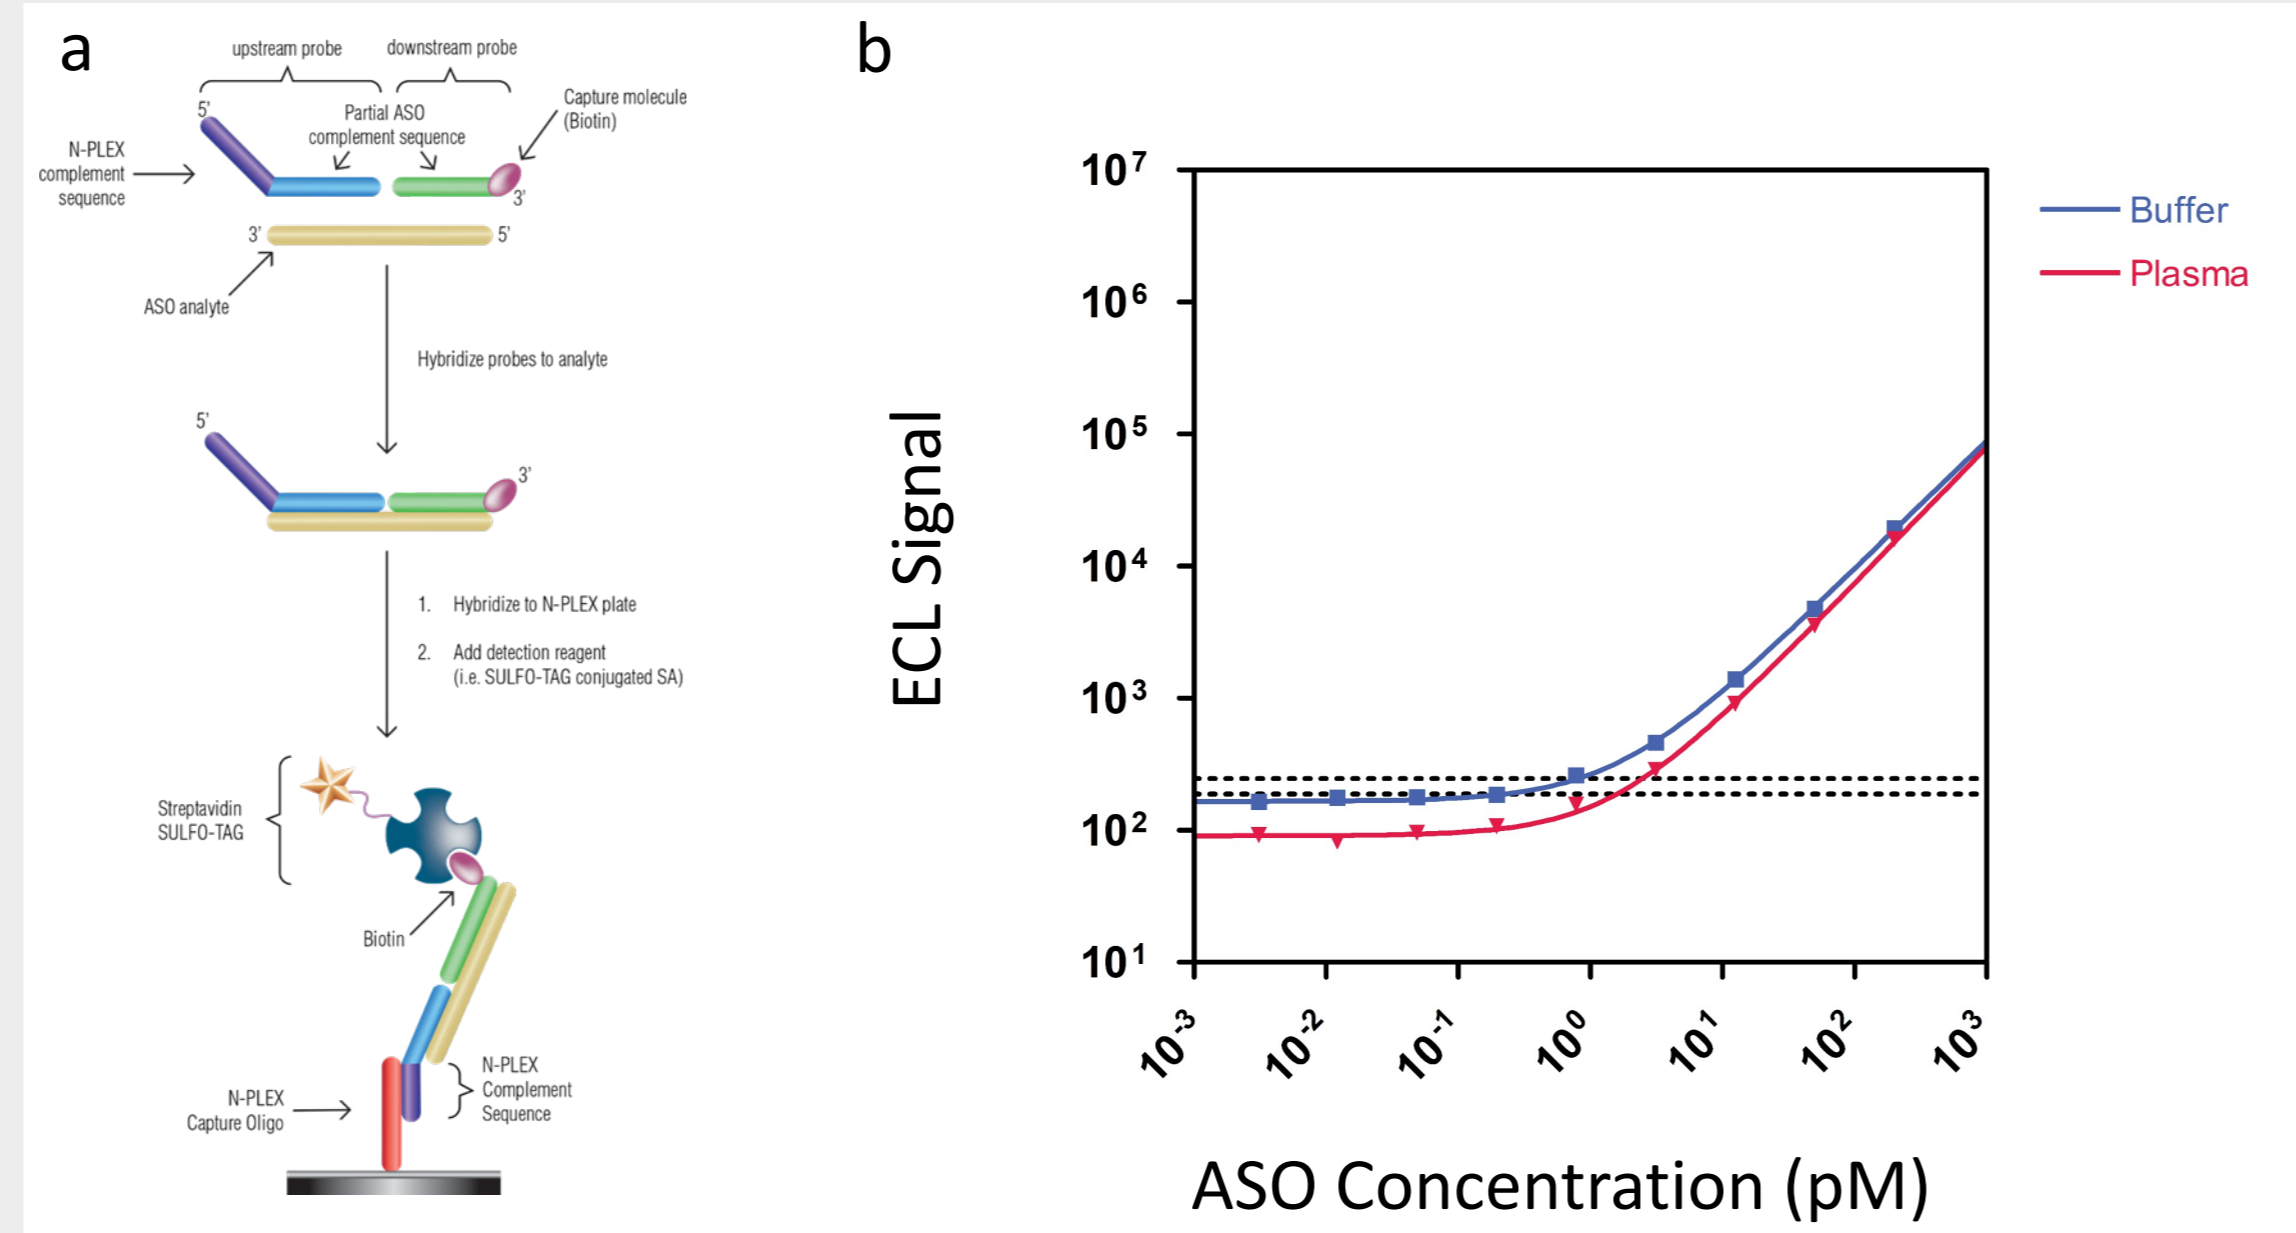 a
upstream probe
downstream probe
5’
Partial ASO
complement sequence
Capture molecule
(Biotin)
N-PLEX
complement
sequence
3’
3’
5’
ASO analyte
Hybridize probes to analyte
5’
3’
1. Hybridize to N-PLEX plate
2. Add detection reagent
(i.e. SULFO-TAG conjugated SA)
Streptavidin
SULFO-TAG
Biotin
N-PLEX
Capture Oligo
N-PLEX
Complement
Sequence
b
ECL Signal
10⁷
10⁶
10⁵
10⁴
10³
10²
10¹
10⁻³
10⁻²
10⁻¹
10⁰
10¹
10²
10³
ASO Concentration (pM)
Buffer
Plasma